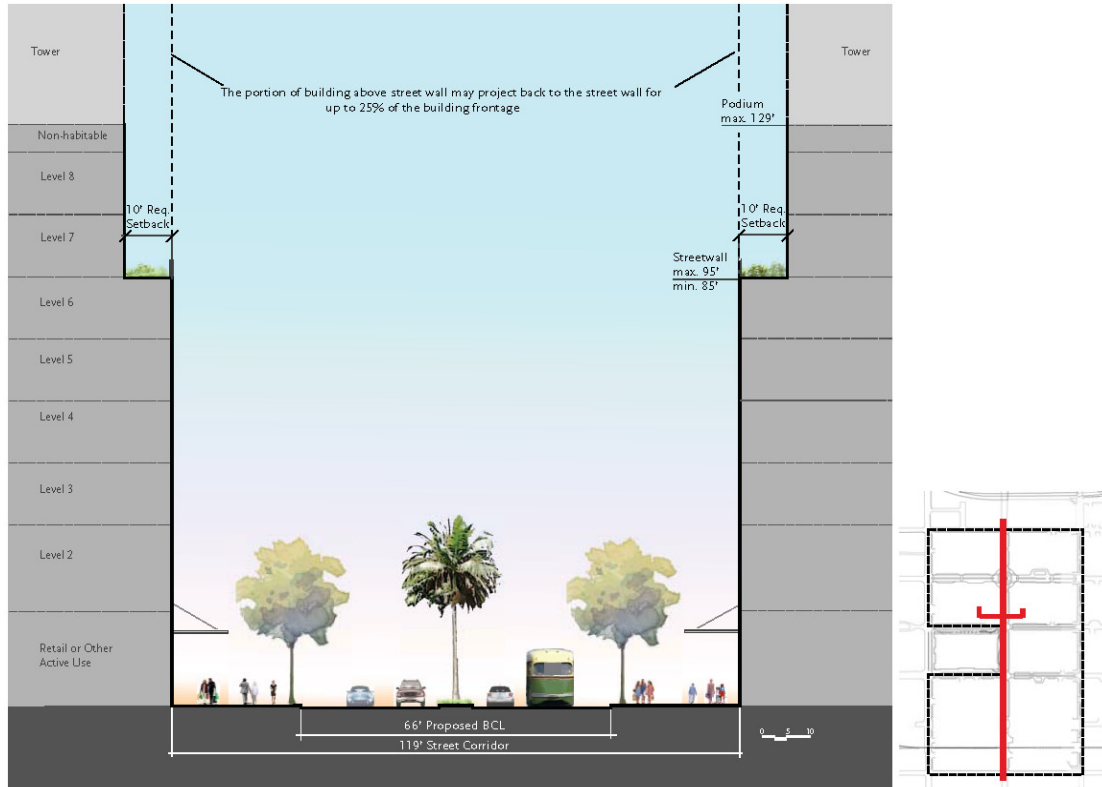 Tower
Tower
The portion of building above street wall may project back to the street wall for
up to 25% of the building frontage
Podium
max. 129'
Non-habitable
Level 8
10' Req.
Setback
10' Req.
Setback
Level 7
Streetwall
max. 95'
min. 85'
Level 6
Level 5
Level 4
Level 3
Level 2
Retail or Other
Active Use
66' Proposed BCL
119' Street Corridor
0 5 10